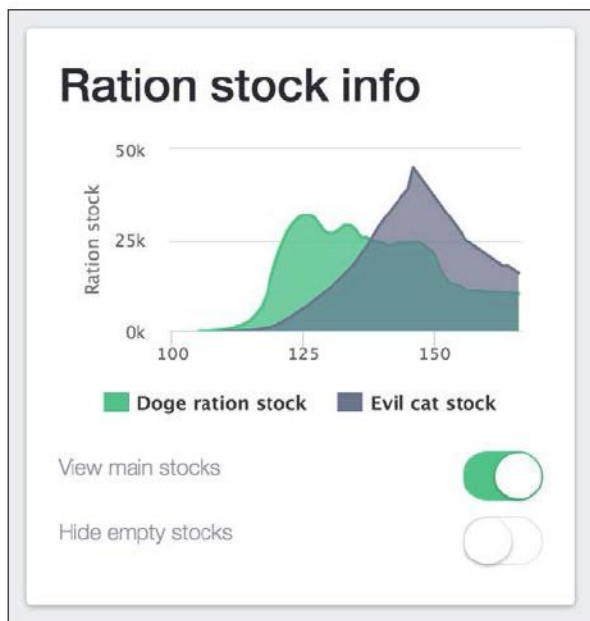 Ration stock info
50k
25k
0k
Ration stock
100 125 150
Doge ration stock Evil cat stock
View main stocks
Hide empty stocks